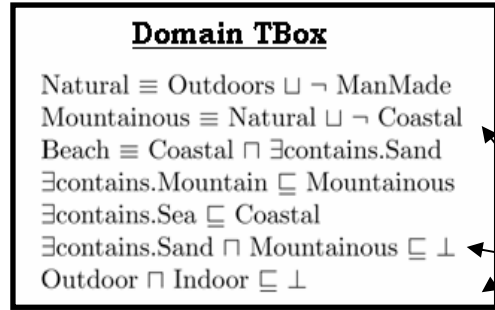 Domain TBox
Natural ≡ Outdoors ⊔ ¬ ManMade
Mountainous ≡ Natural ⊔ ¬ Coastal
Beach ≡ Coastal ⊓ ∃contains.Sand
∃contains.Mountain ⊑ Mountainous
∃contains.Sea ⊑ Coastal
∃contains.Sand ⊓ Mountainous ⊑ ⊥
Outdoor ⊓ Indoor ⊑ ⊥